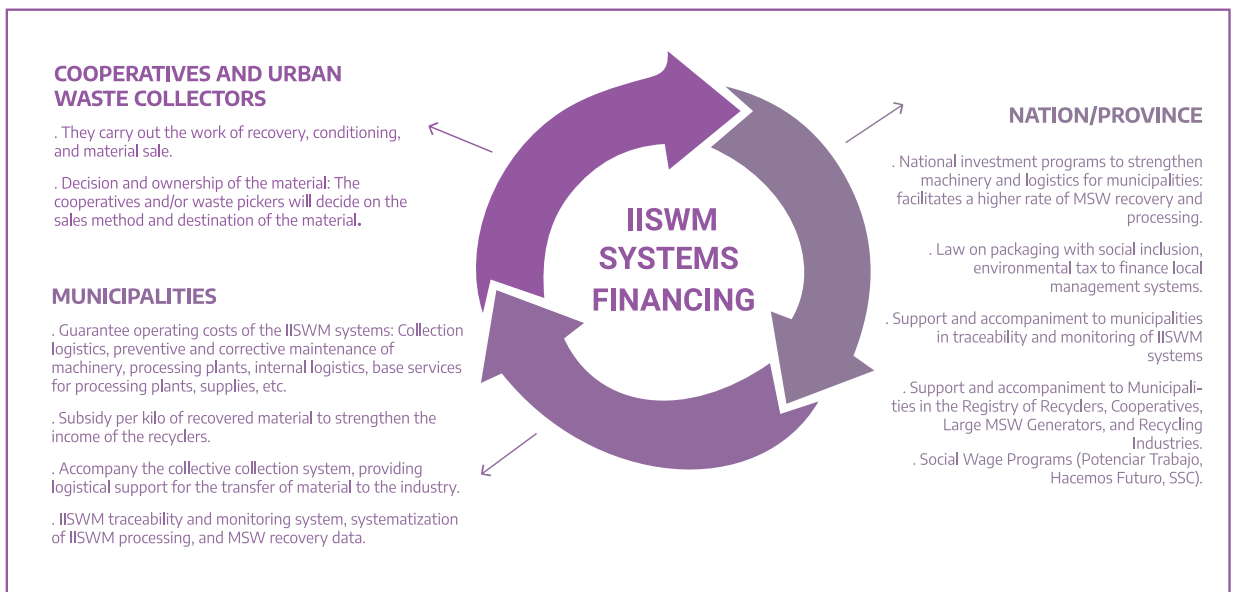 COOPERATIVES AND URBAN
WASTE COLLECTORS
. They carry out the work of recovery, conditioning,
and material sale.
. Decision and ownership of the material: The
cooperatives and/or waste pickers will decide on the
sales method and destination of the material.
MUNICIPALITIES
. Guarantee operating costs of the IISWM systems: Collection
logistics, preventive and corrective maintenance of
machinery, processing plants, internal logistics, base services
for processing plants, supplies, etc.
. Subsidy per kilo of recovered material to strengthen the
income of the recyclers.
. Accompany the collective collection system, providing
logistical support for the transfer of material to the industry.
. IISWM traceability and monitoring system, systematization
of IISWM processing, and MSW recovery data.
IISWM
SYSTEMS
FINANCING
NATION/PROVINCE
. National investment programs to strengthen
machinery and logistics for municipalities:
facilitates a higher rate of MSW recovery and
processing.
. Law on packaging with social inclusion,
environmental tax to finance local
management systems.
. Support and accompaniment to municipalities
in traceability and monitoring of IISWM
systems
. Support and accompaniment to Municipali-
ties in the Registry of Recyclers, Cooperatives,
Large MSW Generators, and Recycling
Industries.
. Social Wage Programs (Potenciar Trabajo,
Hacemos Futuro, SSC).